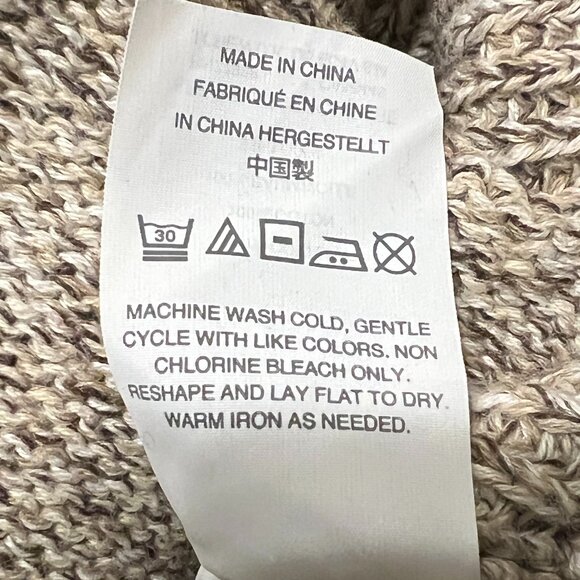 MADE IN CHINA
FABRIQUÉ EN CHINE
IN CHINA HERGESTELLT
中国製
30
MACHINE WASH COLD, GENTLE
CYCLE WITH LIKE COLORS. NON
CHLORINE BLEACH ONLY.
RESHAPE AND LAY FLAT TO DRY.
WARM IRON AS NEEDED.